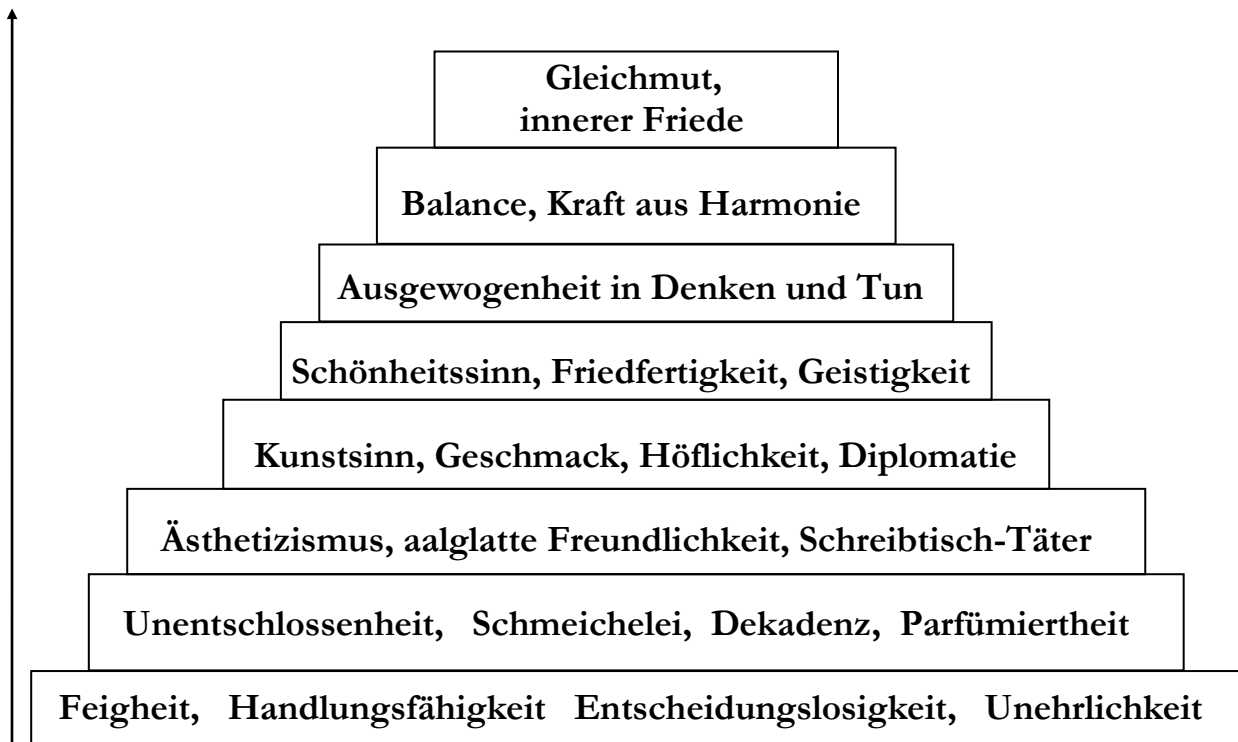 Gleichmut,
innerer Friede
Balance, Kraft aus Harmonie
Ausgewogenheit in Denken und Tun
Schönheitssinn, Friedfertigkeit, Geistigkeit
Kunstsinn, Geschmack, Höflichkeit, Diplomatie
Ästhetizismus, aalglatte Freundlichkeit, Schreibtisch-Täter
Unentschlossenheit, Schmeichelei, Dekadenz, Parfümiertheit
Feigheit, Handlungsfähigkeit Entscheidungslosigkeit, Unehrlichkeit